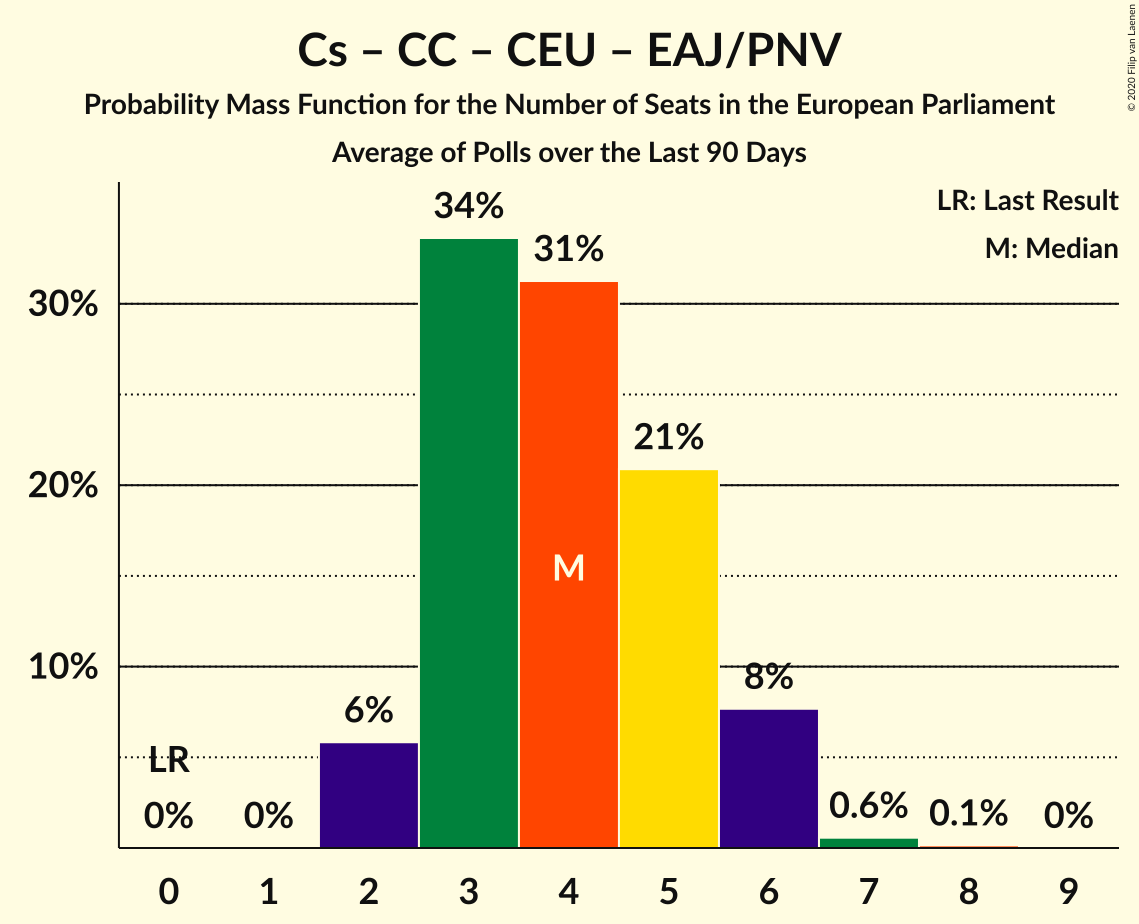 Cs – CC – CEU – EAJ/PNV
Probability Mass Function for the Number of Seats in the European Parliament
Average of Polls over the Last 90 Days
© 2020 Filip van Laenen
LR: Last Result
M: Median
34%
31%
30%
21%
20%
M
10%
8%
6%
LR
0%
0%
0.6%
0.1%
0%
0 1 2 3 4 5 6 7 8 9